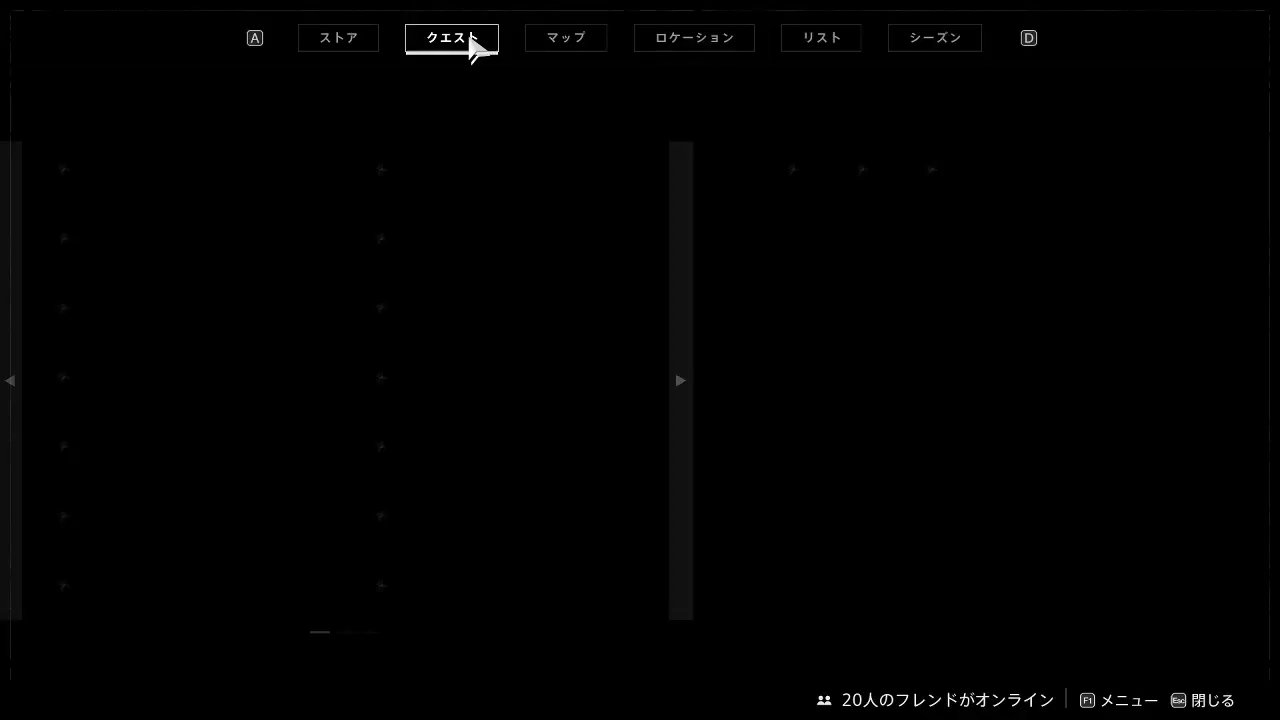 A ストア クエスト マップ ロケーション リスト シーズン D
20人のフレンドがオンライン F1 メニュー Esc 閉じる